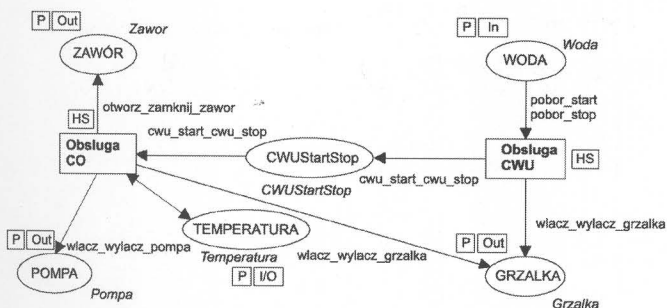 P Out
Zawor
ZAWÓR
P In
Woda
WODA
otworz_zamknij_zawor
pobor_start
pobor_stop
HS
cwu_start_cwu_stop
Obsluga
CO
CWUStartStop
Obsluga
CWU
HS
CWUStartStop
cwu_start_cwu_stop
P Out
wlacz_wylacz_pompa
TEMPERATURA
Temperatura
wlacz_wylacz_grzalka
P Out
wlacz_wylacz_grzalka
POMPA
Pompa
P I/O
GRZALKA
Grzalka